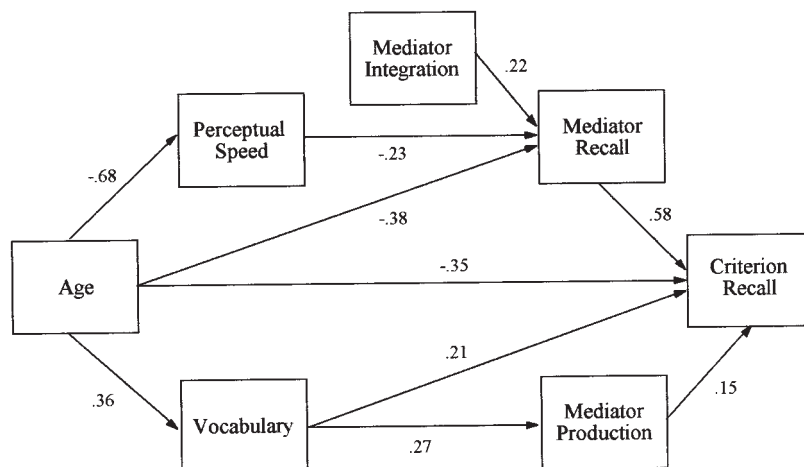 Mediator
Integration
.22
Perceptual
Speed
Mediator
Recall
-.23
-.68
-.38
.58
Age
-.35
Criterion
Recall
.21
.36
.15
Vocabulary
Mediator
Production
.27